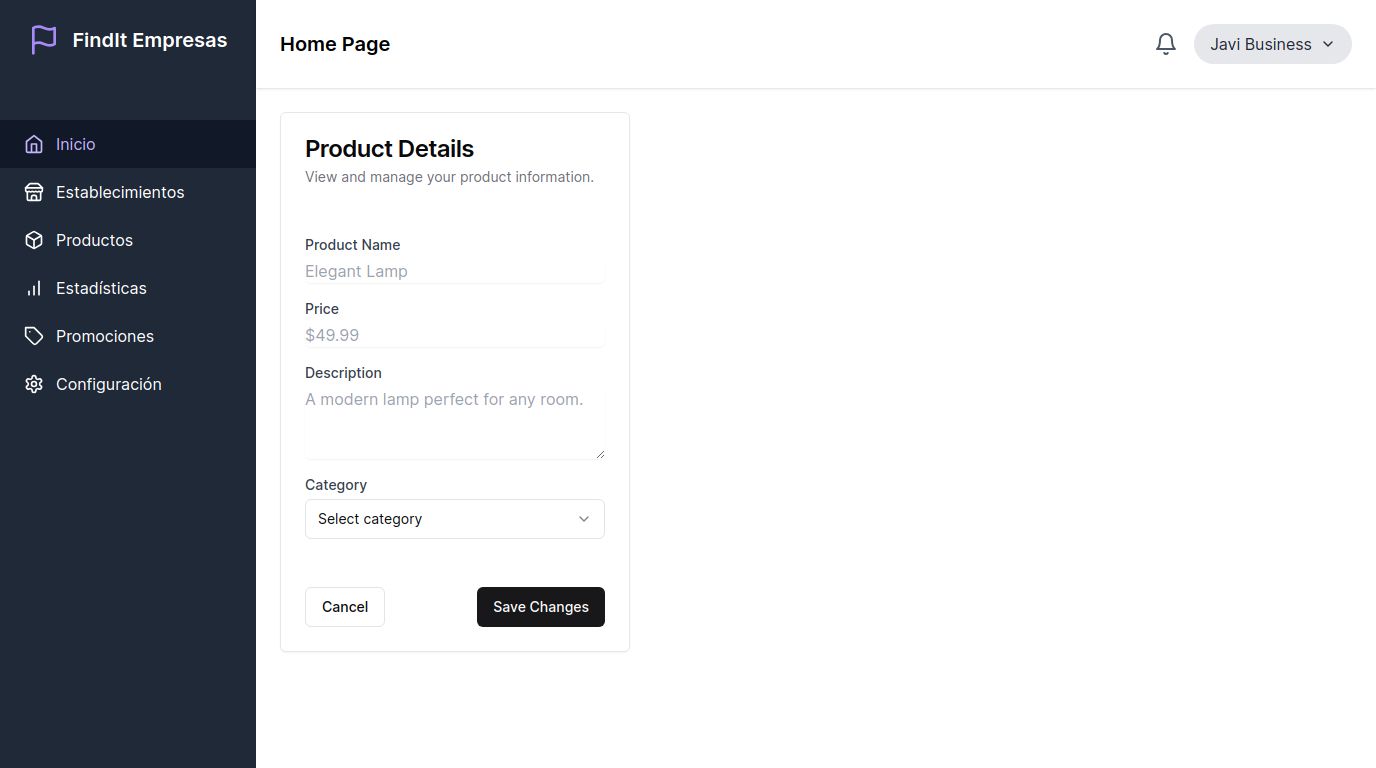 FindIt Empresas
Inicio
Establecimientos
Productos
Estadísticas
Promociones
Configuración
Home Page
Javi Business
Product Details
View and manage your product information.
Product Name
Elegant Lamp
Price
$49.99
Description
A modern lamp perfect for any room.
Category
Select category
Cancel
Save Changes